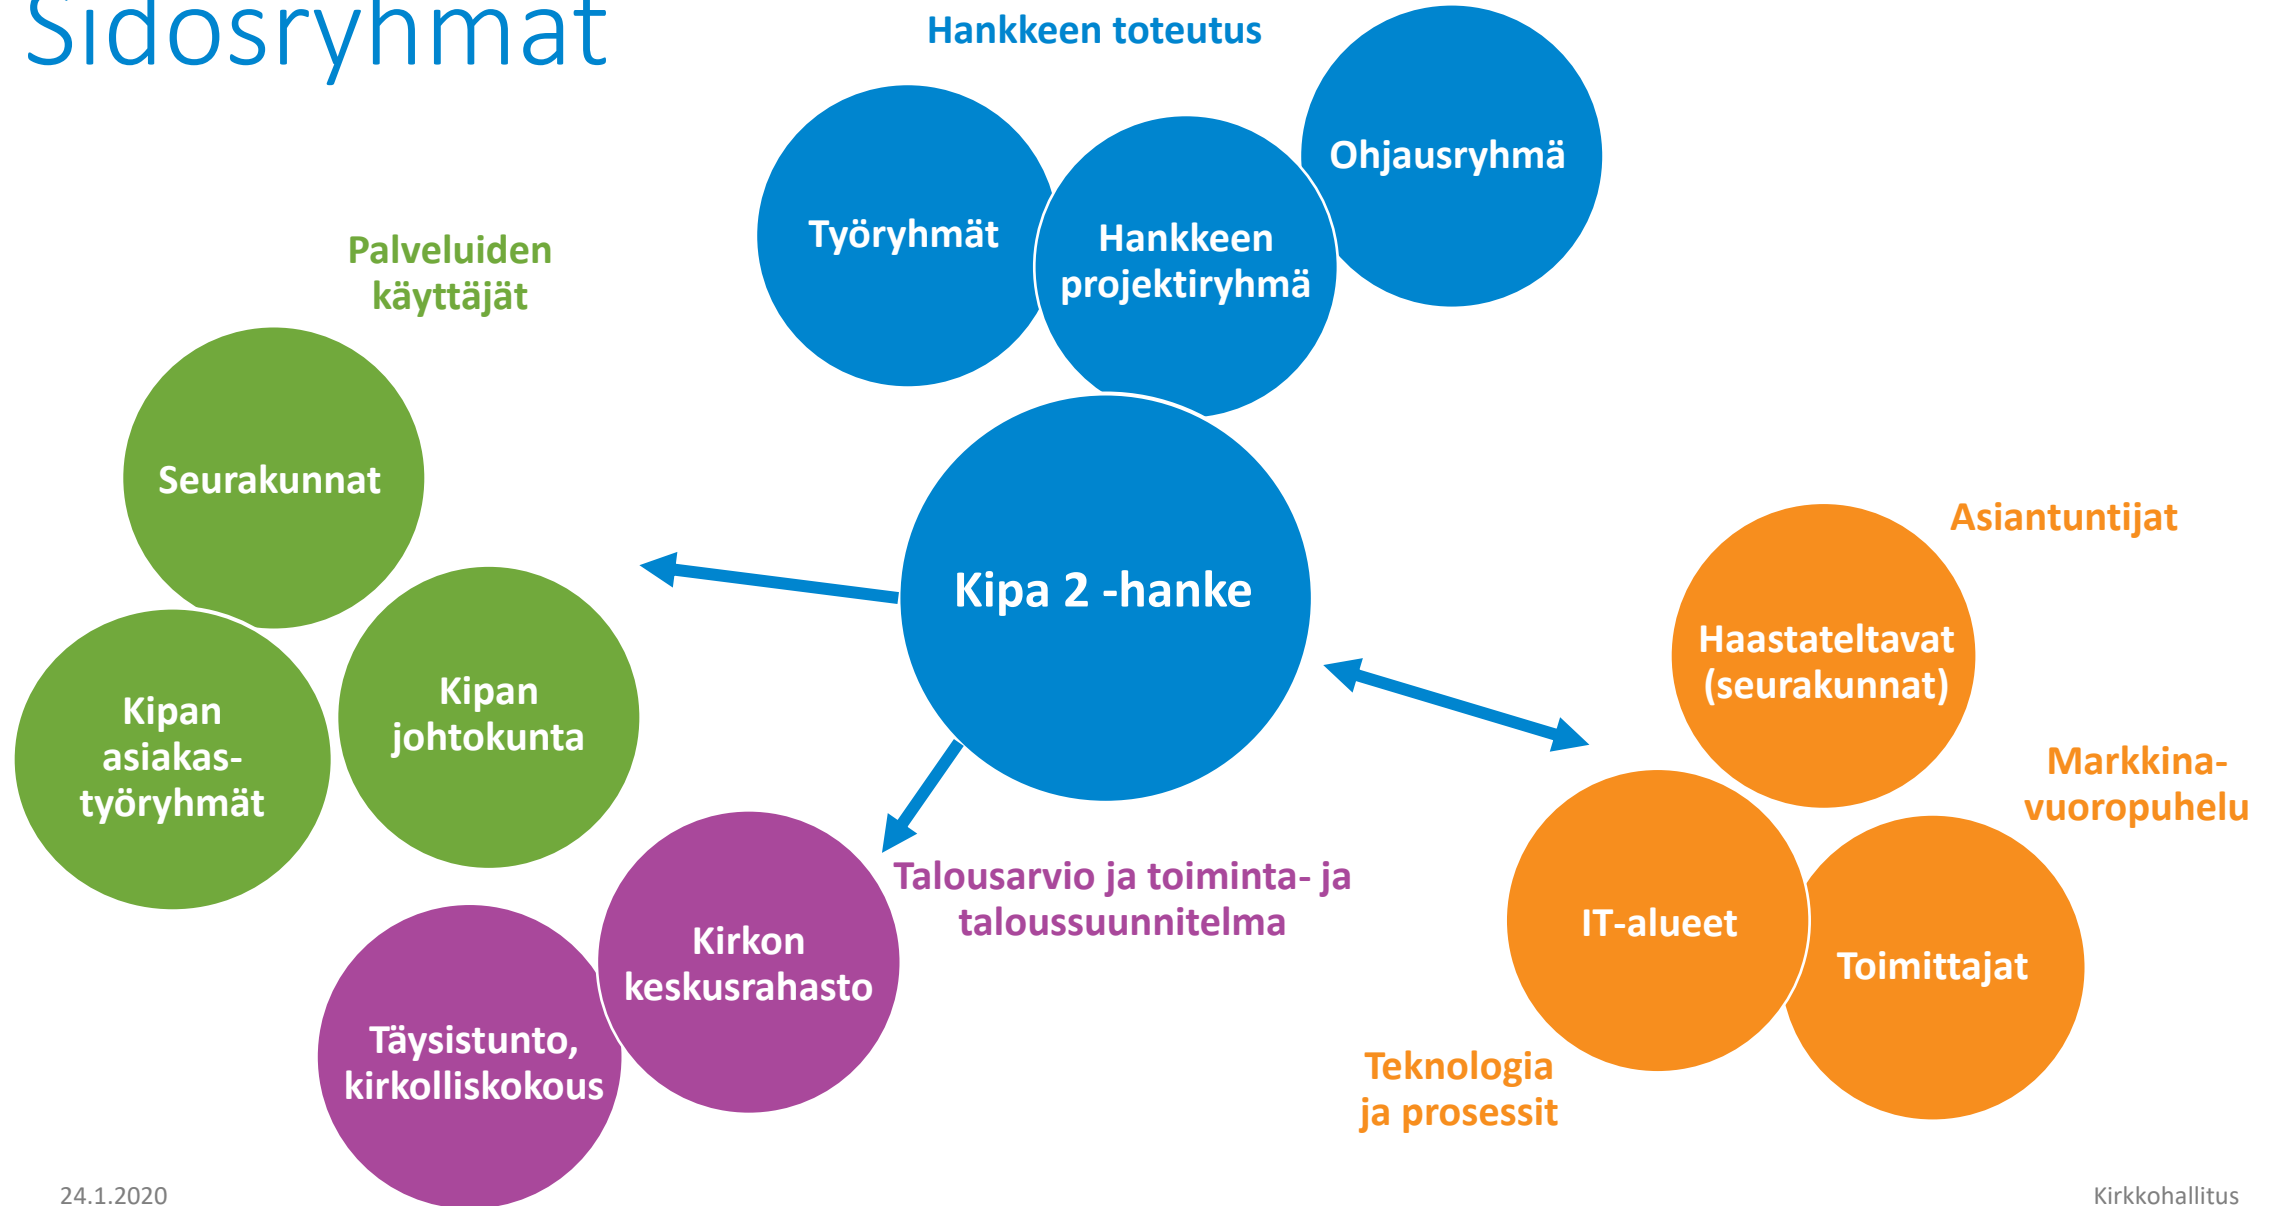 Sidosryhmät
Hankkeen toteutus
Työryhmät
Hankkeen
projektiryhmä
Ohjausryhmä
Palveluiden
käyttäjät
Seurakunnat
Kipan
asiakas-
työryhmät
Kipan
johtokunta
Kipa 2 -hanke
Asiantuntijat
Haastateltavat
(seurakunnat)
Markkina-
vuoropuhelu
IT-alueet
Toimittajat
Teknologia
ja prosessit
Talousarvio ja toiminta- ja
taloussuunnitelma
Kirkon
keskusrahasto
Täysistunto,
kirkolliskokous
24.1.2020
Kirkkohallitus